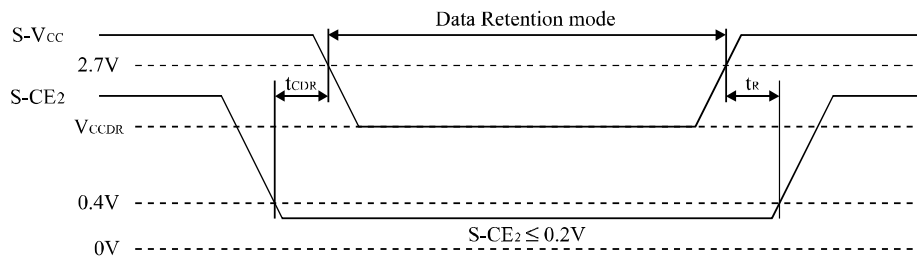 Data Retention mode
S-VCC
2.7V
tCDR
tR
S-CE2
VCCDR
0.4V
S-CE2 ≤ 0.2V
0V